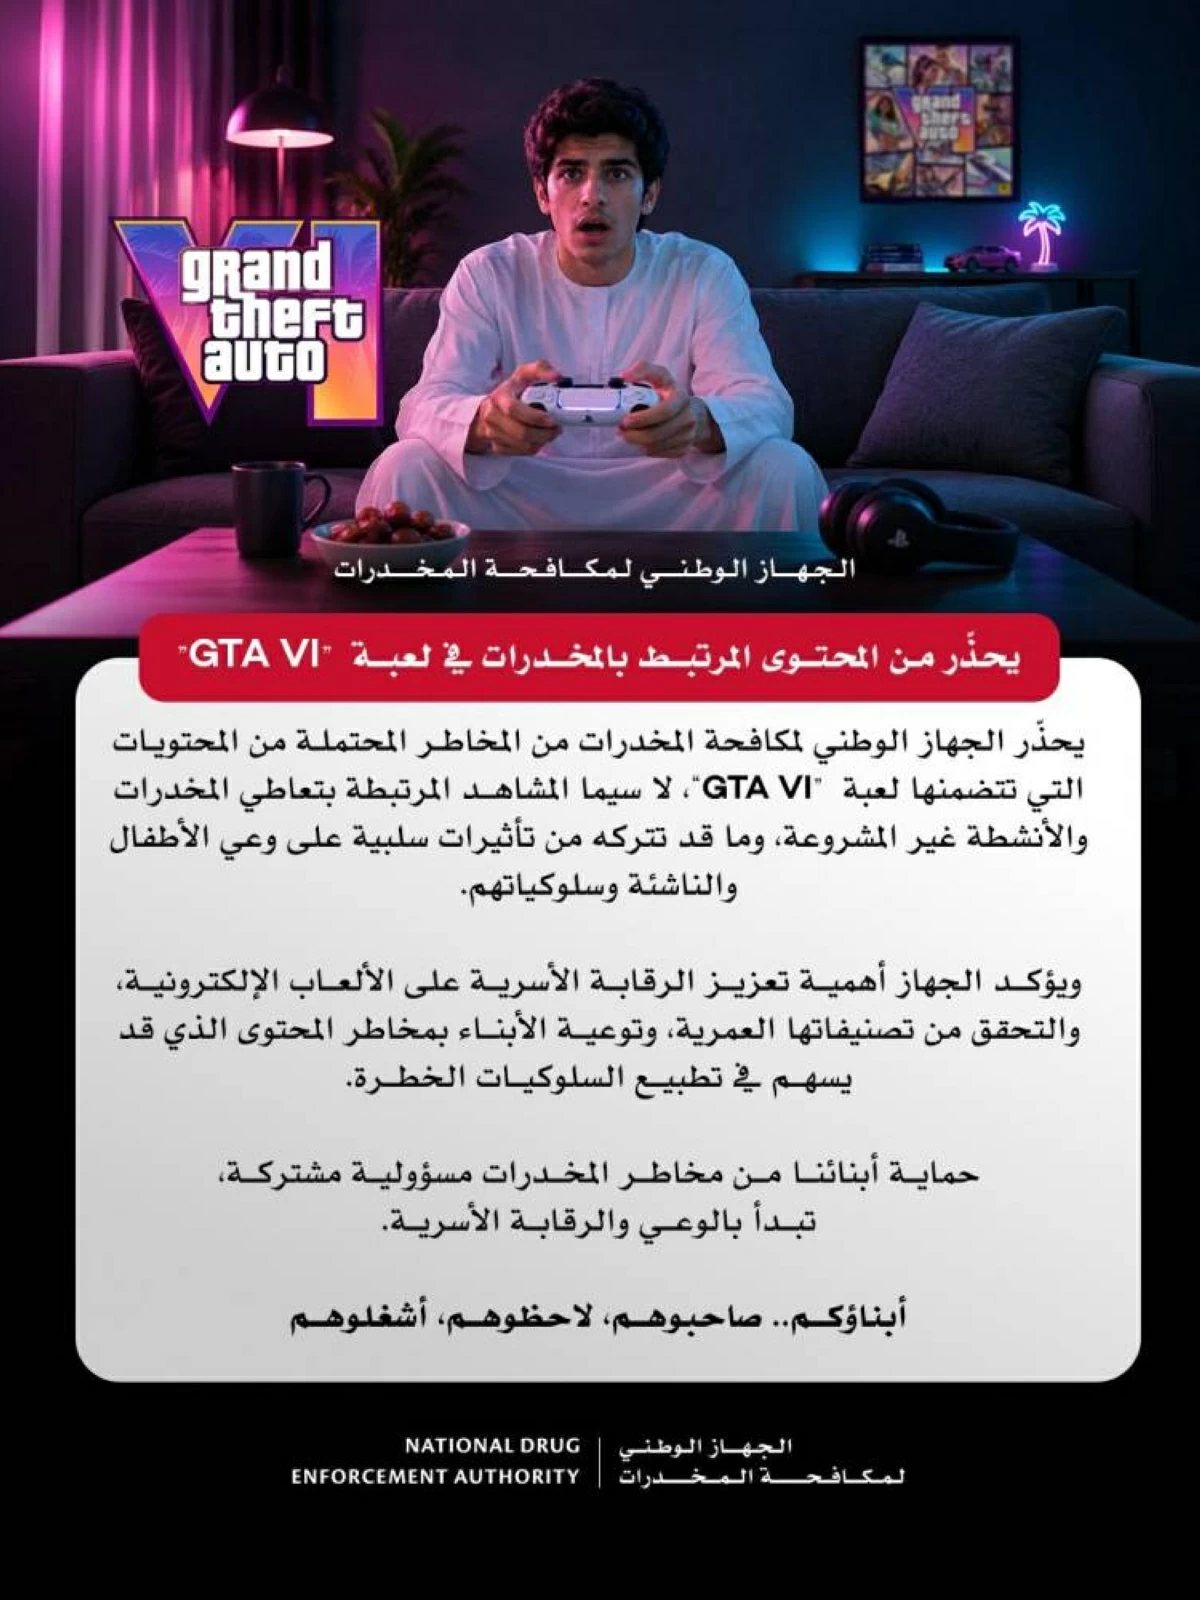 grand
theft
auto
VI
grand
theft
auto
الجهاز الوطني لمكافحة المخدرات
يحذّر من المحتوى المرتبط بالمخدرات في لعبة "GTA VI"
يحذّر الجهاز الوطني لمكافحة المخدرات من المخاطر المحتملة من المحتويات
التي تتضمنها لعبة "GTA VI"، لا سيما المشاهد المرتبطة بتعاطي المخدرات
والأنشطة غير المشروعة، وما قد تتركه من تأثيرات سلبية على وعي الأطفال
والناشئة وسلوكياتهم.
ويؤكد الجهاز أهمية تعزيز الرقابة الأسرية على الألعاب الإلكترونية،
والتحقق من تصنيفاتها العمرية، وتوعية الأبناء بمخاطر المحتوى الذي قد
يسهم في تطبيع السلوكيات الخطرة.
حماية أبنائنا من مخاطر المخدرات مسؤولية مشتركة،
تبدأ بالوعي والرقابة الأسرية.
أبناؤكم.. صاحبوهم، لاحظوهم، أشغلوهم
الجهاز الوطني
لمكافحة المخدرات
NATIONAL DRUG
ENFORCEMENT AUTHORITY